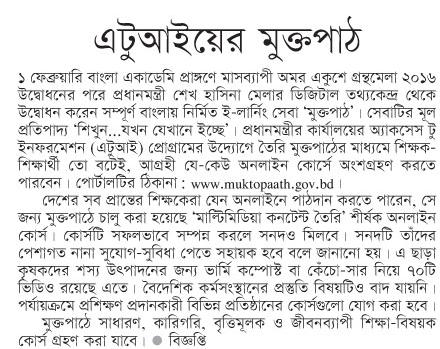 এটুআইয়ের মুক্তপাঠ
১ ফেব্রুয়ারি বাংলা একাডেমি প্রাঙ্গণে মাসব্যাপী অমর একুশে গ্রন্থমেলা ২০১৬
উদ্বোধনের পরে প্রধানমন্ত্রী শেখ হাসিনা মেলার ডিজিটাল তথ্যকেন্দ্র থেকে
উদ্বোধন করেন সম্পূর্ণ বাংলায় নির্মিত ই-লার্নিং সেবা ‘মুক্তপাঠ’। সেবাটির মূল
প্রতিপাদ্য ‘শিখুন...যখন যেখানে ইচ্ছে’। প্রধানমন্ত্রীর কার্যালয়ের অ্যাকসেস টু
ইনফরমেশন (এটুআই) প্রোগ্রামের উদ্যোগে তৈরি মুক্তপাঠের মাধ্যমে শিক্ষক-
শিক্ষার্থী তো বটেই, আগ্রহী যে-কেউ অনলাইন কোর্সে অংশগ্রহণ করতে
পারবেন। পোর্টালটির ঠিকানা : www.muktopaath.gov.bd।
দেশের সব প্রান্তের শিক্ষকেরা যেন অনলাইনে পাঠদান করতে পারেন, সে
জন্য মুক্তপাঠে চালু করা হয়েছে ‘মাল্টিমিডিয়া কনটেন্ট তৈরি’ শীর্ষক অনলাইন
কোর্স। কোর্সটি সফলভাবে সম্পন্ন করলে সনদও মিলবে। সনদটি তাঁদের
পেশাগত নানা সুযোগ-সুবিধা পেতে সহায়ক হবে বলে জানানো হয়। এ ছাড়া
কৃষকদের শস্য উৎপাদনের জন্য ভার্মি কম্পোস্ট বা কেঁচো-সার নিয়ে ৭০টি
ভিডিও রয়েছে এতে। বৈদেশিক কর্মসংস্থানের প্রস্তুতি বিষয়টিও বাদ যায়নি।
পর্যায়ক্রমে প্রশিক্ষণ প্রদানকারী বিভিন্ন প্রতিষ্ঠানের কোর্সগুলো যোগ করা হবে।
মুক্তপাঠে সাধারণ, কারিগরি, বৃত্তিমূলক ও জীবনব্যাপী শিক্ষা-বিষয়ক
কোর্স গ্রহণ করা যাবে। ● বিজ্ঞপ্তি